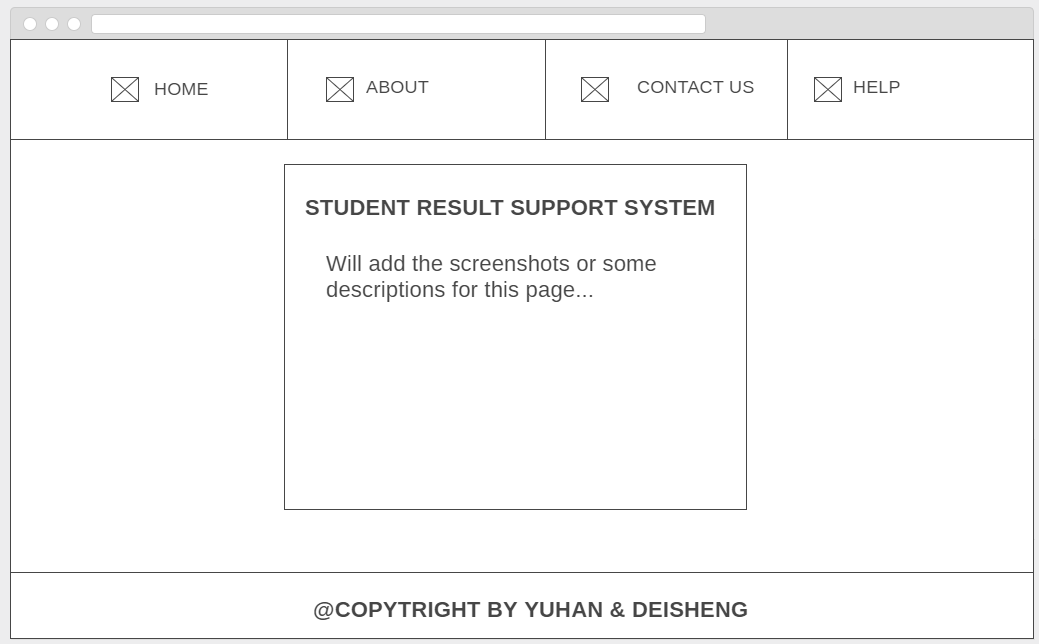 HOME
ABOUT
CONTACT US
HELP
STUDENT RESULT SUPPORT SYSTEM
Will add the screenshots or some
descriptions for this page...
@COPYTRIGHT BY YUHAN & DEISHENG